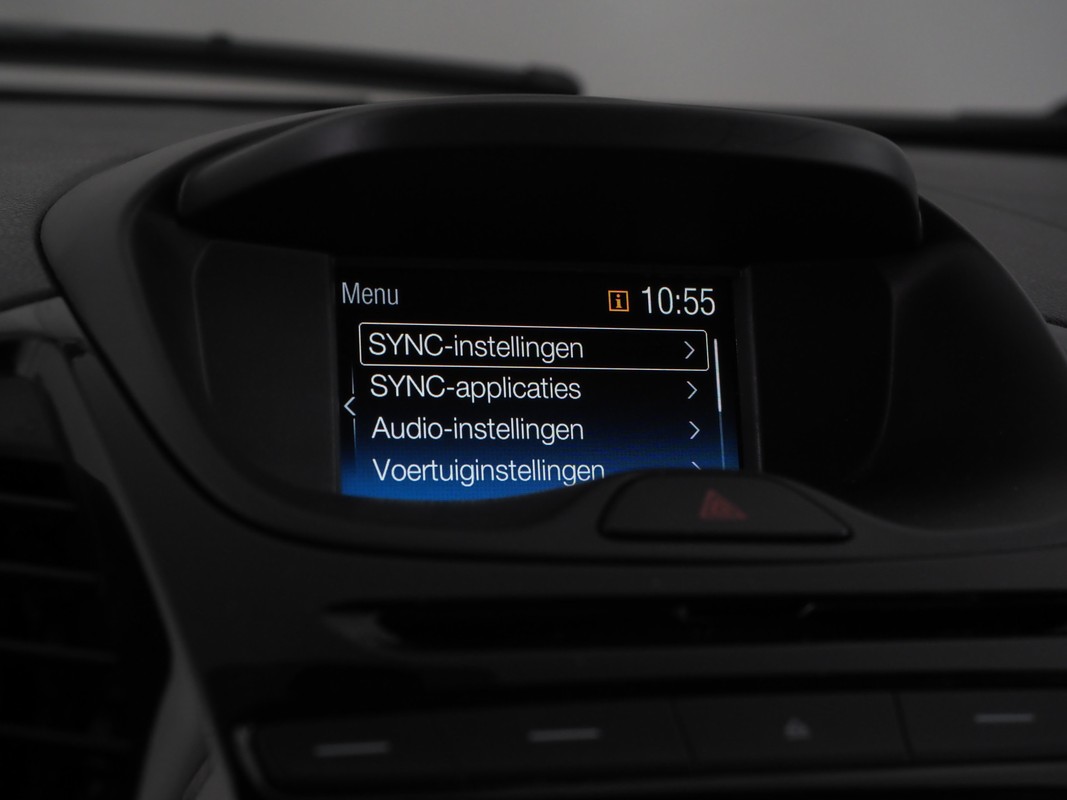 Menu
10:55
SYNC-instellingen
SYNC-applicaties
Audio-instellingen
Voertuiginstellingen